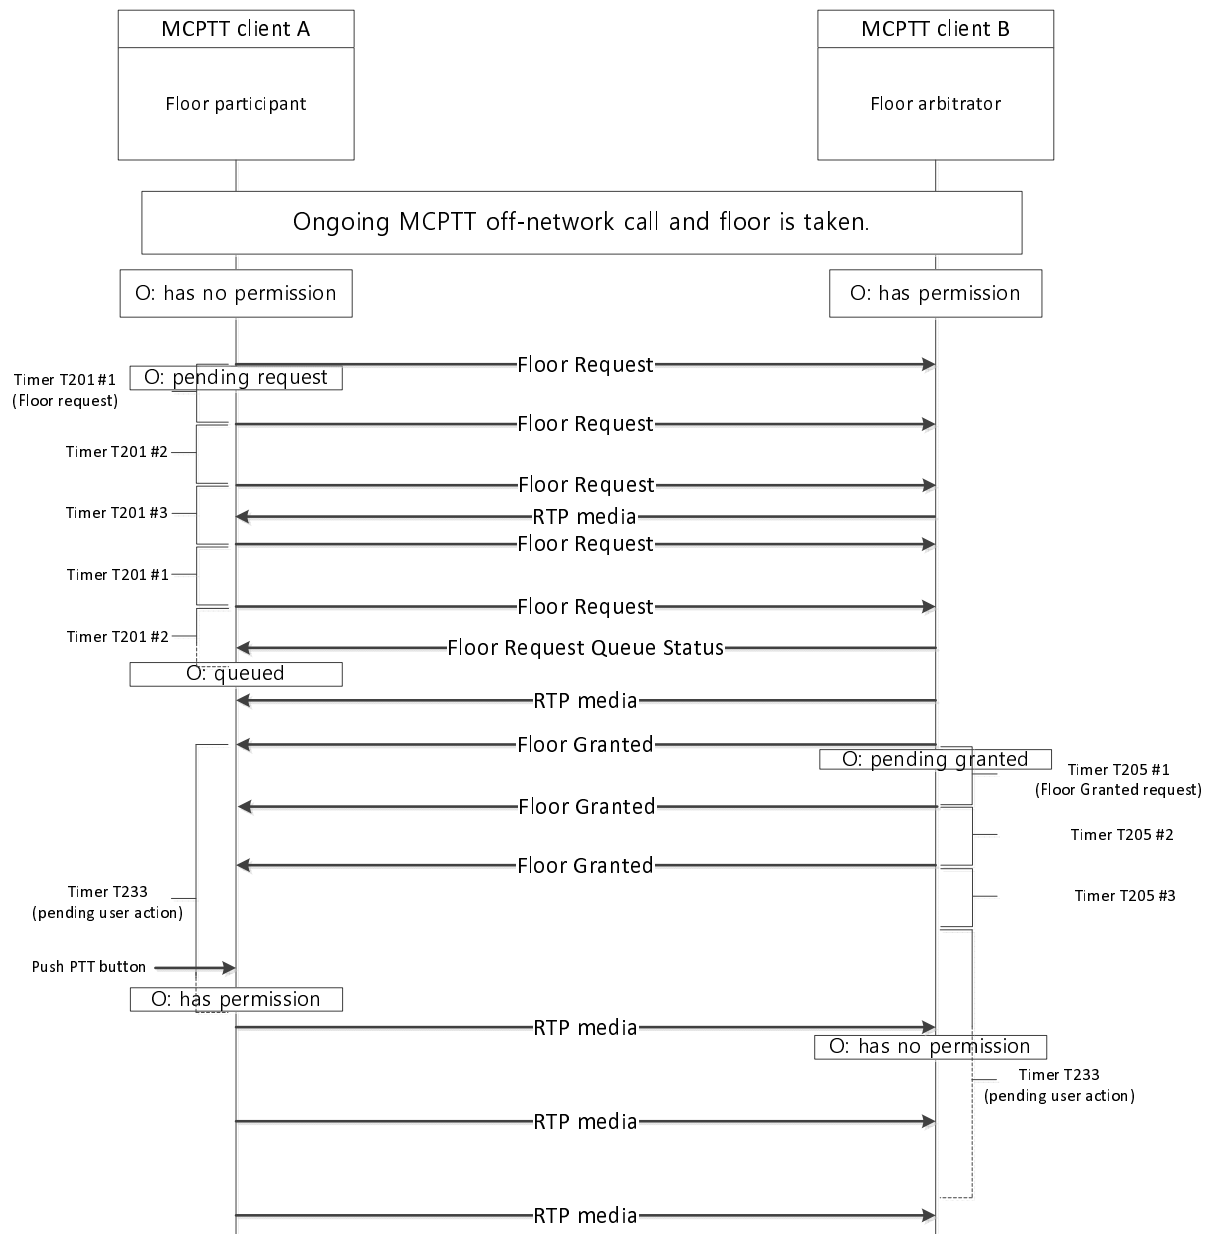 MCPTT client A
MCPTT client B
Floor participant
Floor arbitrator
Ongoing MCPTT off-network call and floor is taken.
O: has no permission
O: has permission
Floor Request
O: pending request
Timer T201 #1
(Floor request)
Floor Request
Timer T201 #2
Floor Request
Timer T201 #3
RTP media
Floor Request
Timer T201 #1
Floor Request
Timer T201 #2
Floor Request Queue Status
O: queued
RTP media
Floor Granted
O: pending granted
Timer T205 #1
(Floor Granted request)
Floor Granted
Timer T205 #2
Floor Granted
Timer T233
(pending user action)
Timer T205 #3
Push PTT button
O: has permission
RTP media
O: has no permission
Timer T233
(pending user action)
RTP media
RTP media